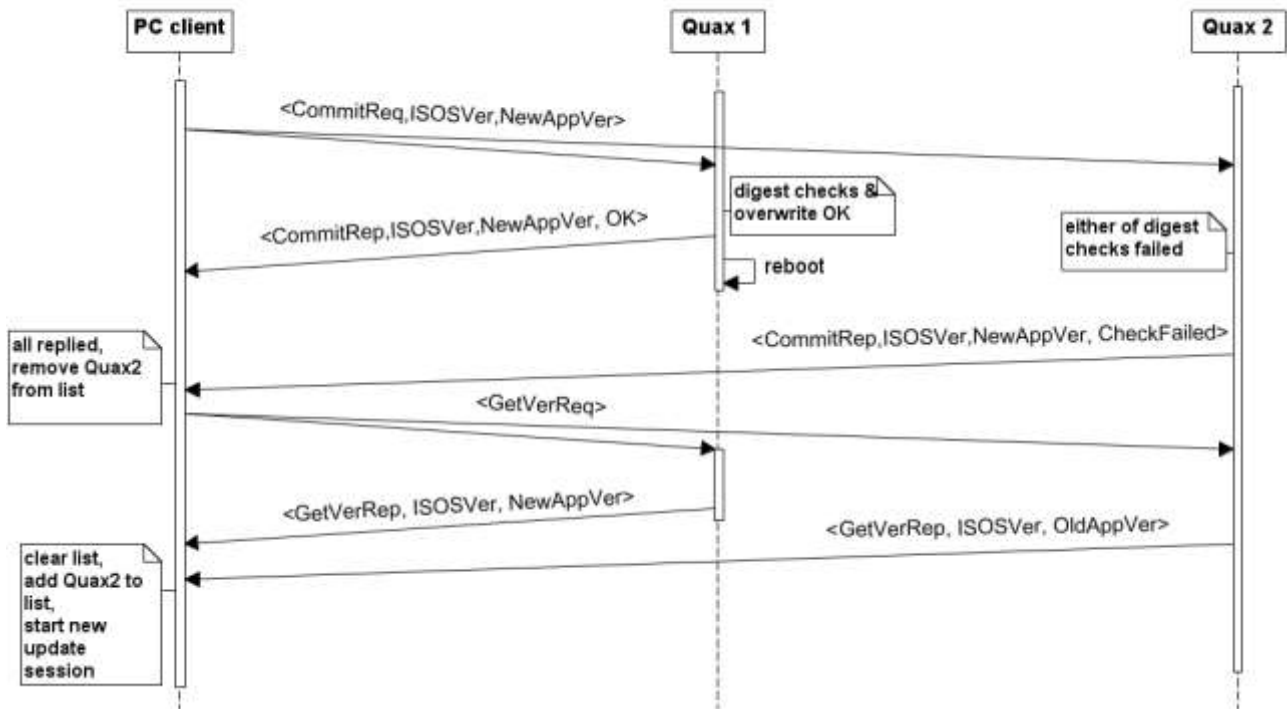 PC client
Quax 1
Quax 2
<CommitReq,ISOSVer,NewAppVer>
digest checks &
overwrite OK
<CommitRep,ISOSVer,NewAppVer, OK>
either of digest
checks failed
reboot
<CommitRep,ISOSVer,NewAppVer, CheckFailed>
all replied,
remove Quax2
from list
<GetVerReq>
<GetVerRep, ISOSVer, NewAppVer>
<GetVerRep, ISOSVer, OldAppVer>
clear list,
add Quax2 to
list,
start new
update
session